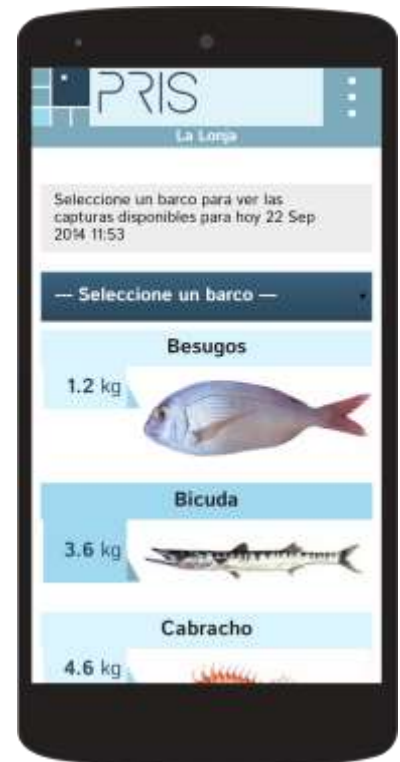 PRIS
La Lonja
Seleccione un barco para ver las
capturas disponibles para hoy 22 Sep
2014 11:53
--- Seleccione un barco ---
Besugos
1.2 kg
Bicuda
3.6 kg
Cabracho
4.6 kg